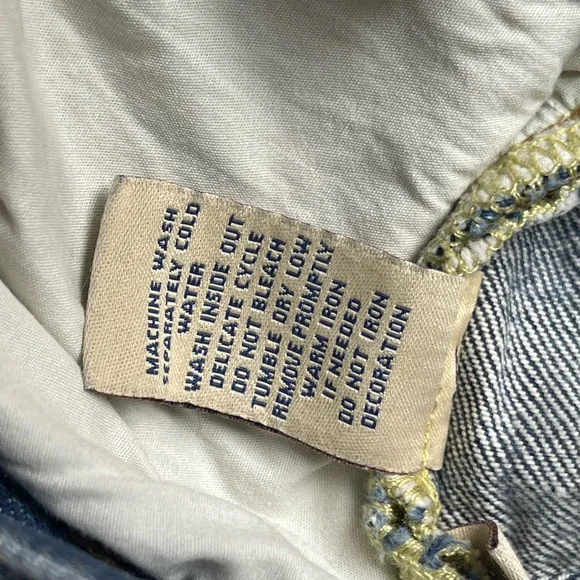 MACHINE WASH
SEPARATELY COLD
WATER
WASH INSIDE OUT
DELICATE CYCLE
DO NOT BLEACH
TUMBLE DRY LOW
REMOVE PROMPTLY
WARM IRON
IF NEEDED
DO NOT IRON
DECORATION